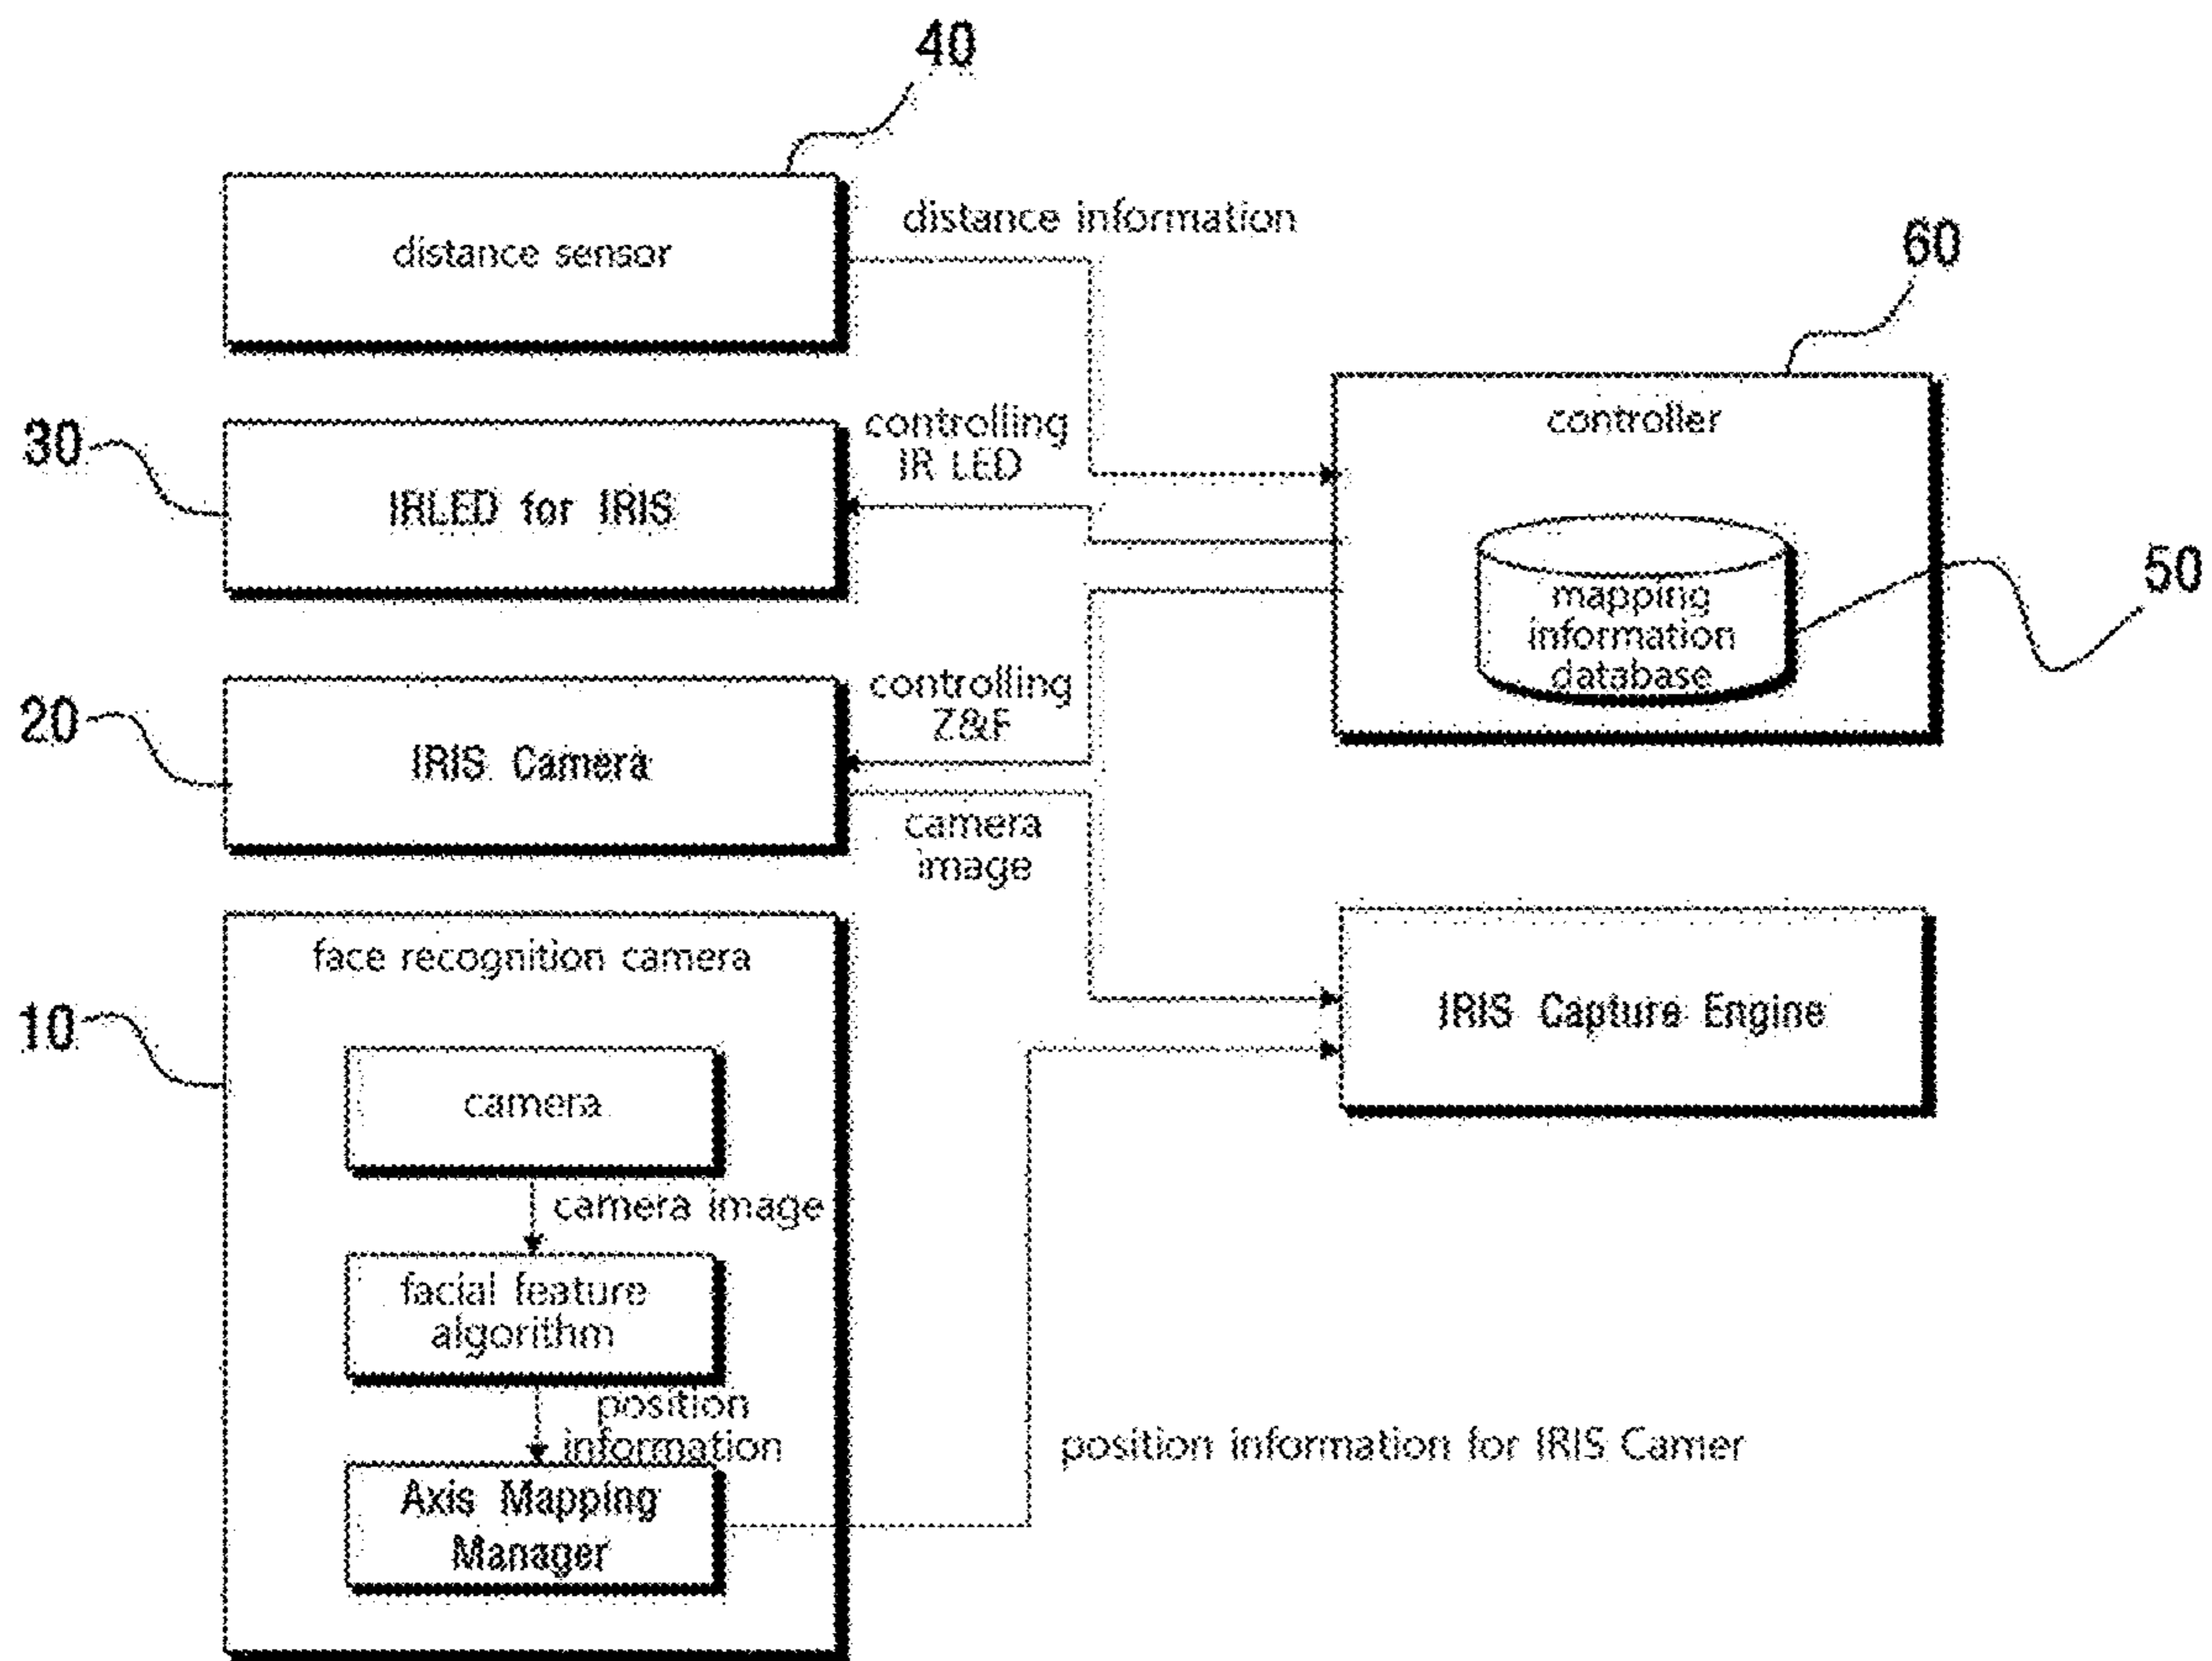 40
distance sensor
distance information
60
30
controlling
IR LED
IRLED for IRIS
controller
mapping
information
database
50
20
controlling
Z&F
IRIS Camera
camera
image
face recognition camera
10
IRIS Capture Engine
camera
camera image
facial feature
algorithm
position
information
position information for IRIS Camer
Axis Mapping
Manager